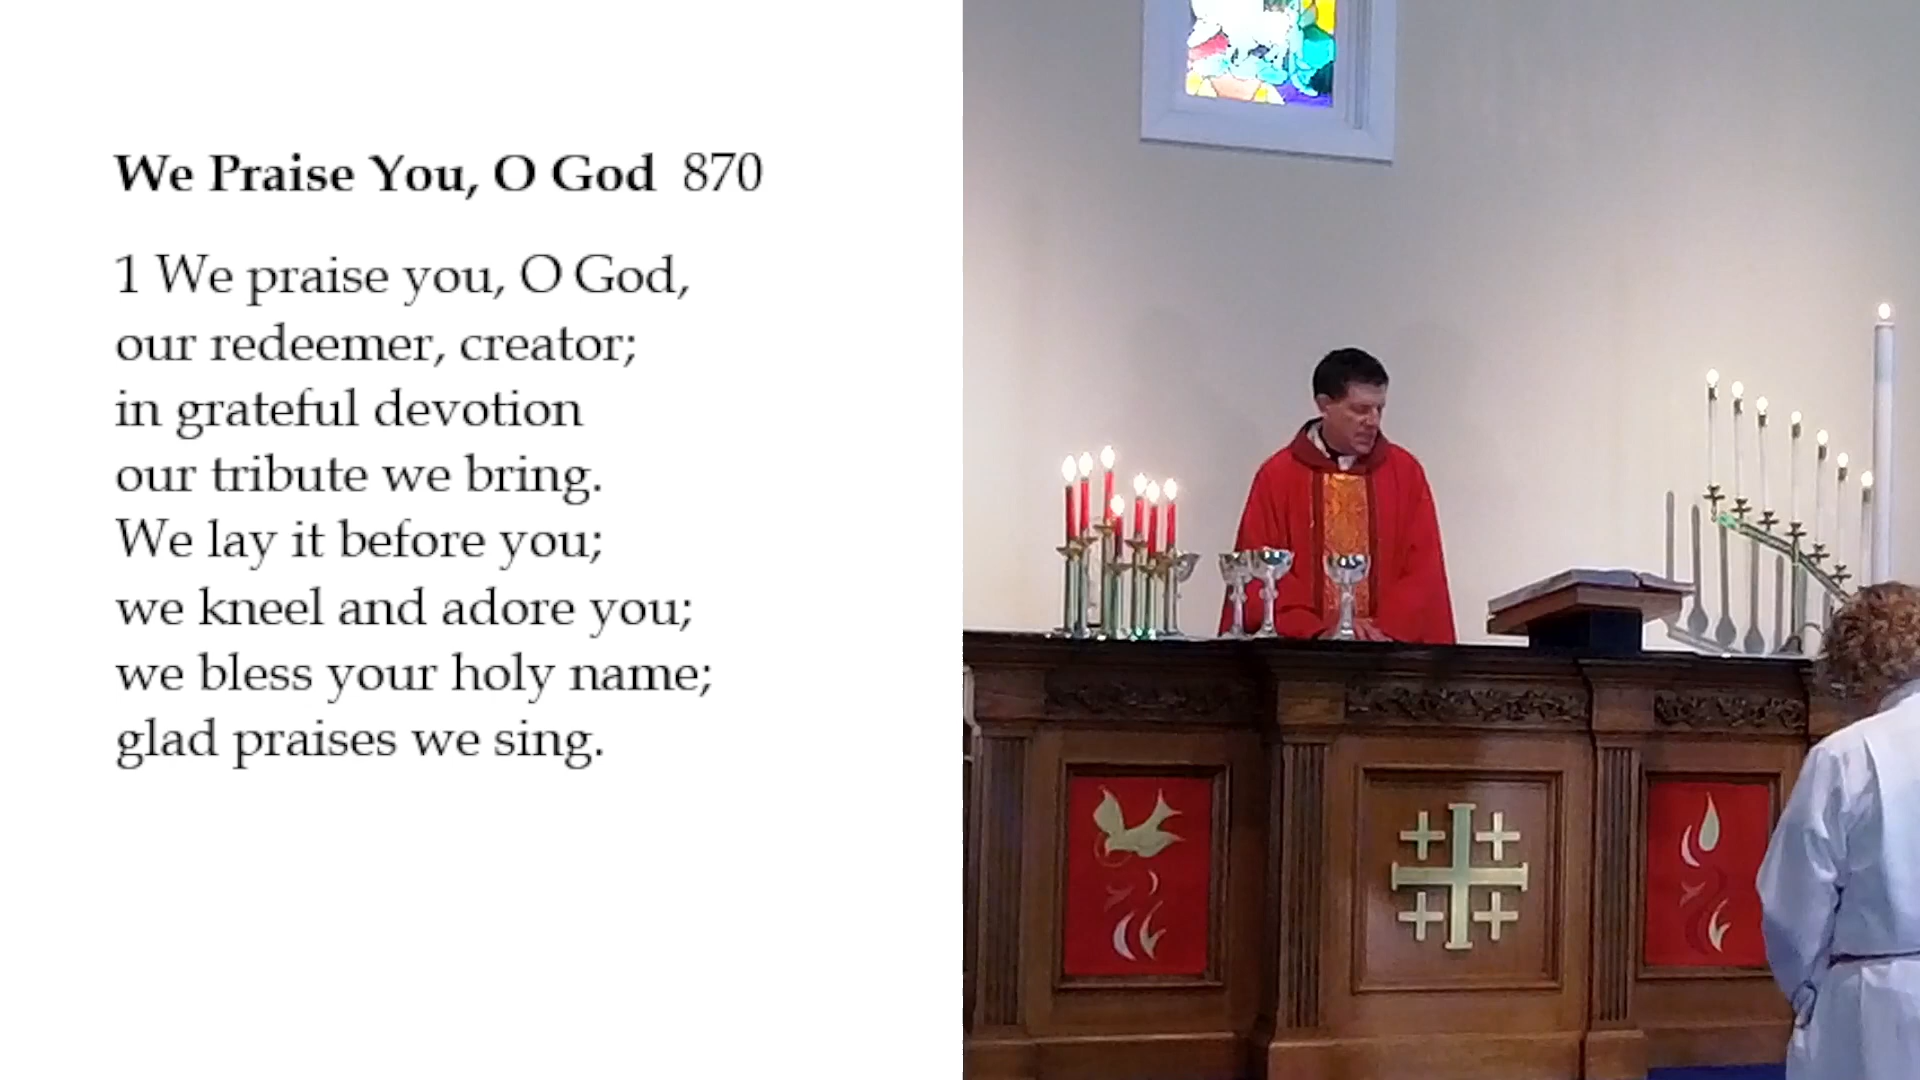 We Praise You, O God 870
1 We praise you, O God,
our redeemer, creator;
in grateful devotion
our tribute we bring.
We lay it before you;
we kneel and adore you;
we bless your holy name;
glad praises we sing.